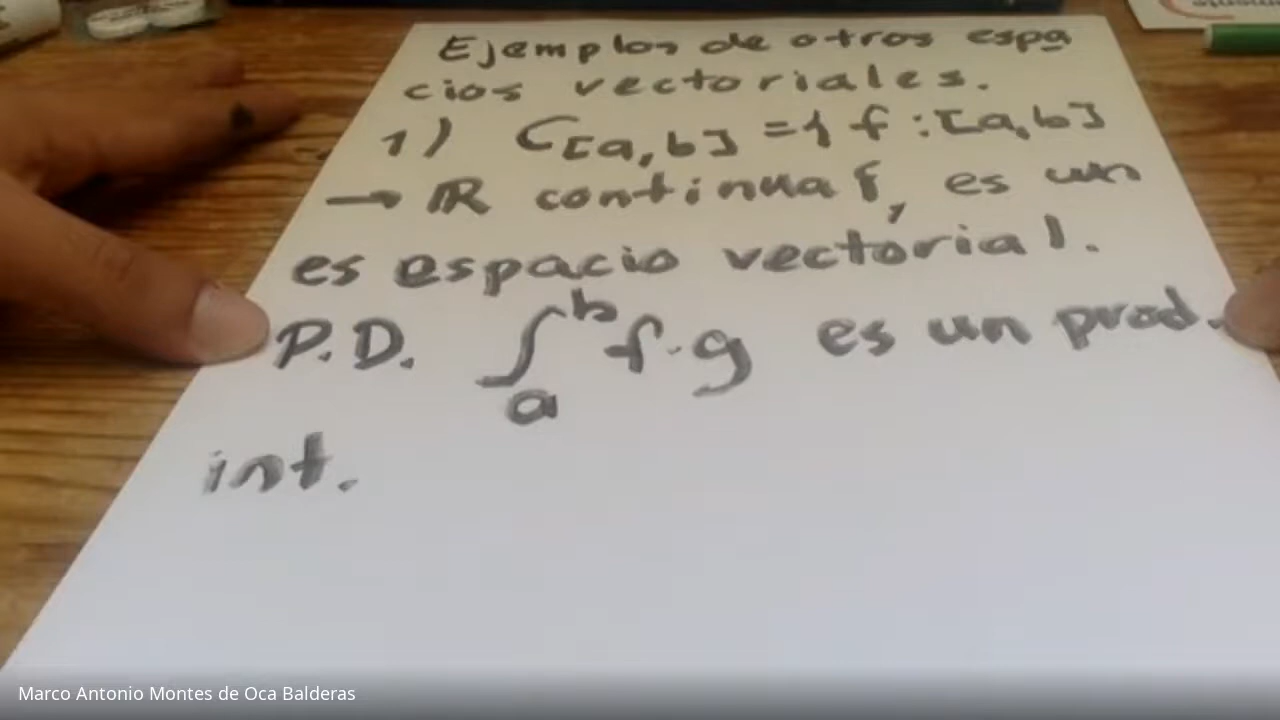 Ejemplos de otros espa
cios vectoriales.
1) C[a,b] = { f : [a,b]
→ ℝ continua }, es un
es espacio vectorial.
P.D. ∫ₐᵇ f·g es un prod.
int.
Marco Antonio Montes de Oca Balderas